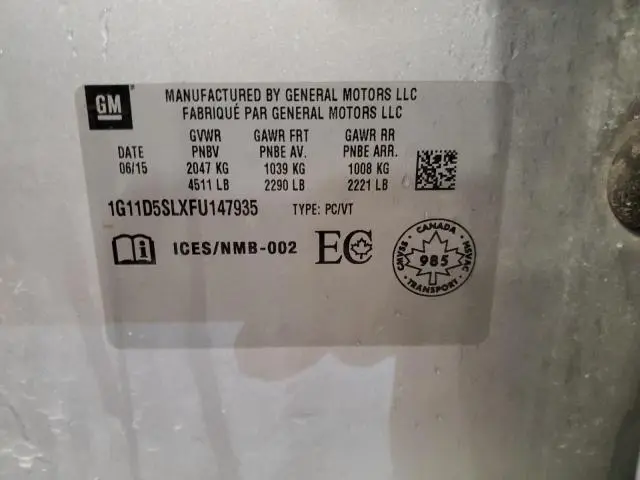 GM
MANUFACTURED BY GENERAL MOTORS LLC
FABRIQUÉ PAR GENERAL MOTORS LLC
GVWR GAWR FRT GAWR RR
DATE PNBV PNBE AV. PNBE ARR.
06/15 2047 KG 1039 KG 1008 KG
4511 LB 2290 LB 2221 LB
1G11D5SLXFU147935 TYPE: PC/VT
i ICES/NMB-002 EC
CANADA
CMVSS 985 NSVAC
TRANSPORT